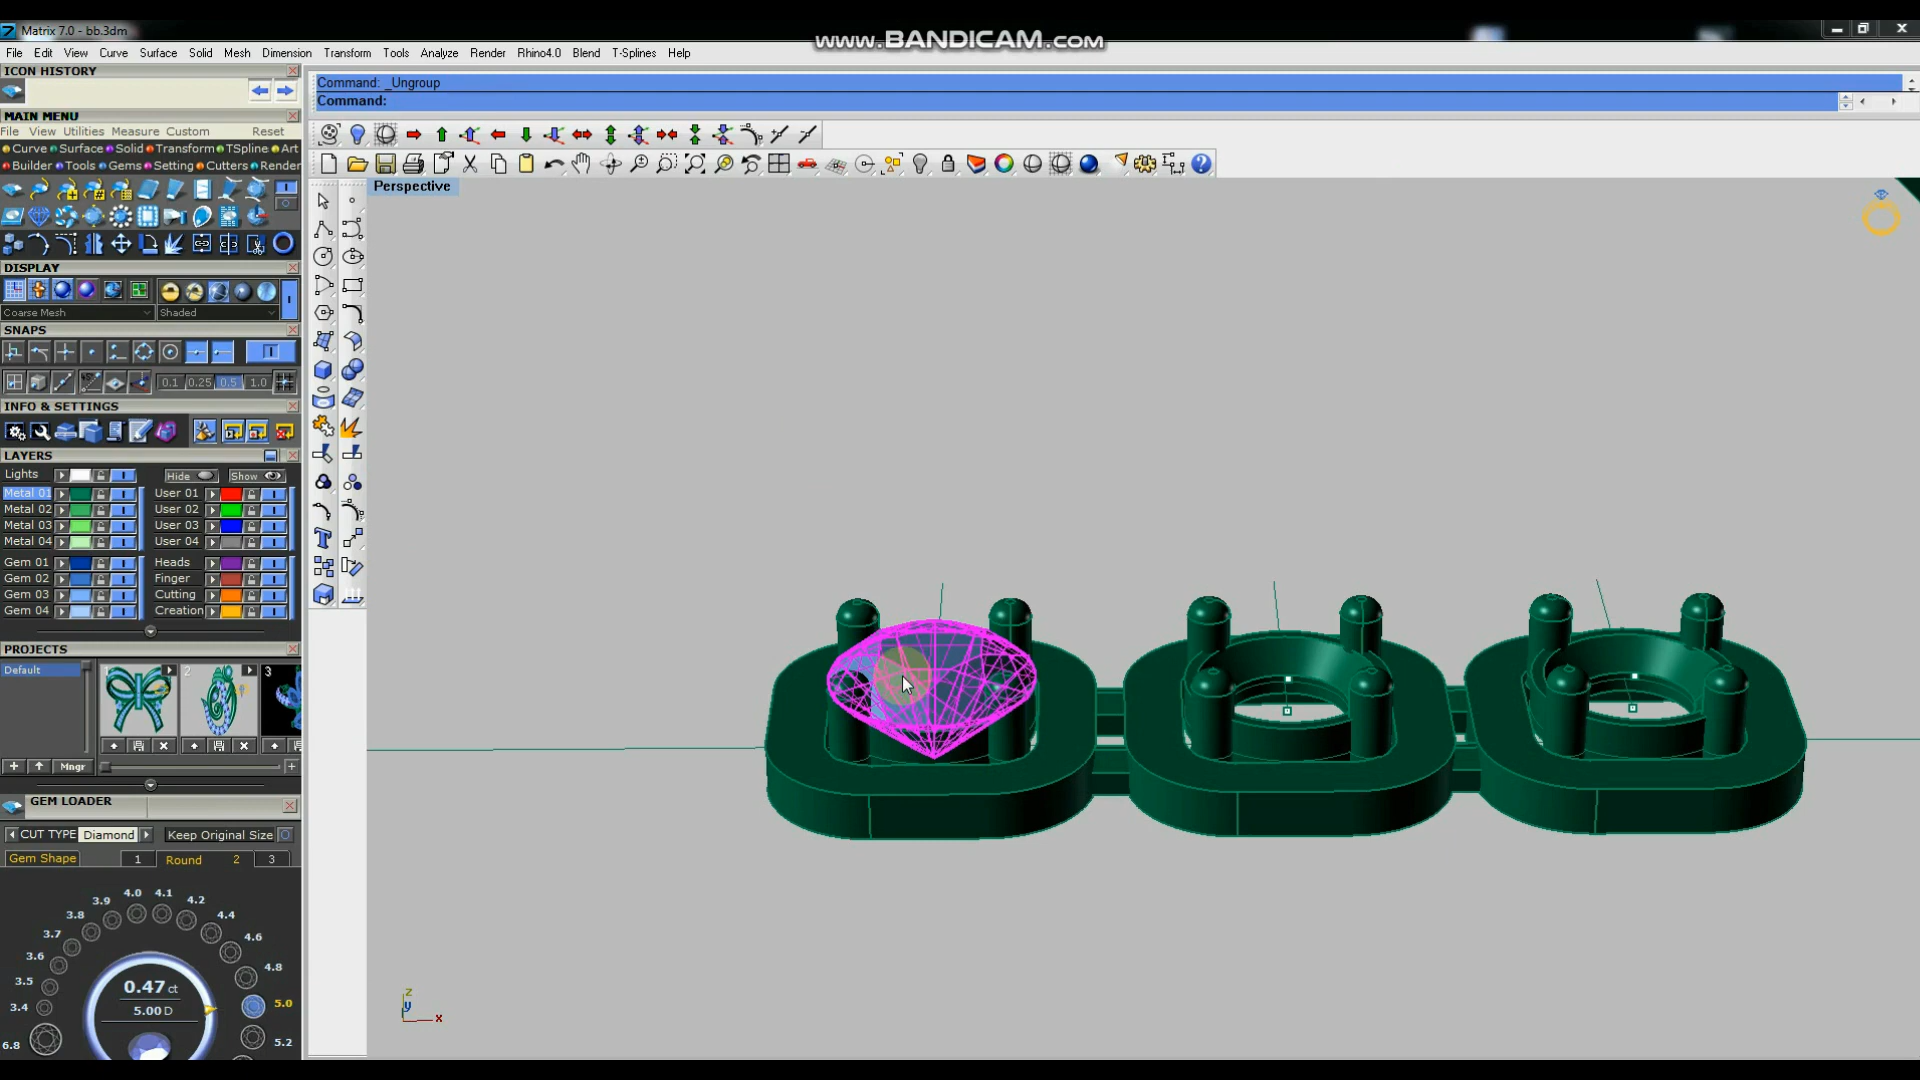 Matrix 7.0 - bb.3dm
www.BANDICAM.com
File Edit View Curve Surface Solid Mesh Dimension Transform Tools Analyze Render Rhino4.0 Blend T-Splines Help
ICON HISTORY
Command: _Ungroup
Command:
MAIN MENU
File View Utilities Measure Custom Reset
Curve Surface Solid Transform TSpline Art
Builder Tools Gems Setting Cutters Render
Perspective
DISPLAY
Coarse Mesh Shaded
SNAPS
0.1 0.25 0.5 1.0
INFO & SETTINGS
LAYERS
Lights Hide Show
Metal 01 User 01
Metal 02 User 02
Metal 03 User 03
Metal 04 User 04
Gem 01 Heads
Gem 02 Finger
Gem 03 Cutting
Gem 04 Creation
PROJECTS
Default 1 2 3
Mngr
GEM LOADER
CUT TYPE Diamond Keep Original Size
Gem Shape 1 Round 2 3
4.0 4.1
3.9 4.2
3.8 4.4
3.7 4.6
3.6 4.8
3.5
3.4 0.47 ct 5.0
5.00 D
6.8 5.2
z
y
x